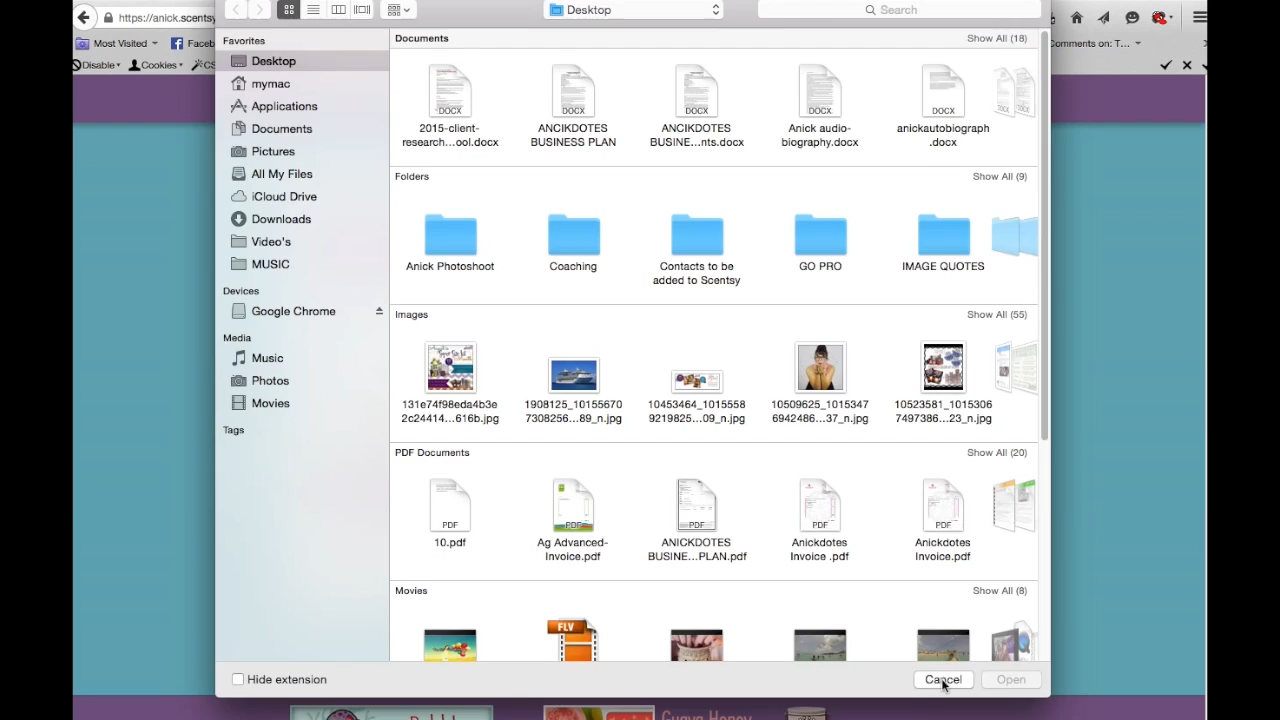 https://anick.scentsy
Desktop
Search
Most Visited
Faceb
Comments on: T...
Disable
Cookies
CS
Favorites
Desktop
mymac
Applications
Documents
Pictures
All My Files
iCloud Drive
Downloads
Video's
MUSIC
Devices
Google Chrome
Media
Music
Photos
Movies
Tags
Documents
Show All (18)
DOCX
DOCX
DOCX
DOCX
DOCX
2015-client-
research...ool.docx
ANCIKDOTES
BUSINESS PLAN
ANCIKDOTES
BUSINE...nts.docx
Anick audio-
biography.docx
anickautobiograph
.docx
Folders
Show All (9)
Anick Photoshoot
Coaching
Contacts to be
added to Scentsy
GO PRO
IMAGE QUOTES
Images
Show All (55)
131e74f98eda4b3e
2c24414...616b.jpg
1908125_10155670
7308256...89_n.jpg
10453464_1015558
9219825...09_n.jpg
10509625_1015347
6942486...37_n.jpg
10523581_1015306
7497386...23_n.jpg
PDF Documents
Show All (20)
PDF
PDF
PDF
PDF
PDF
10.pdf
Ag Advanced-
Invoice.pdf
ANICKDOTES
BUSINE...PLAN.pdf
Anickdotes
Invoice .pdf
Anickdotes
Invoice.pdf
Movies
Show All (8)
FLV
Hide extension
Cancel
Open
Guava Honey